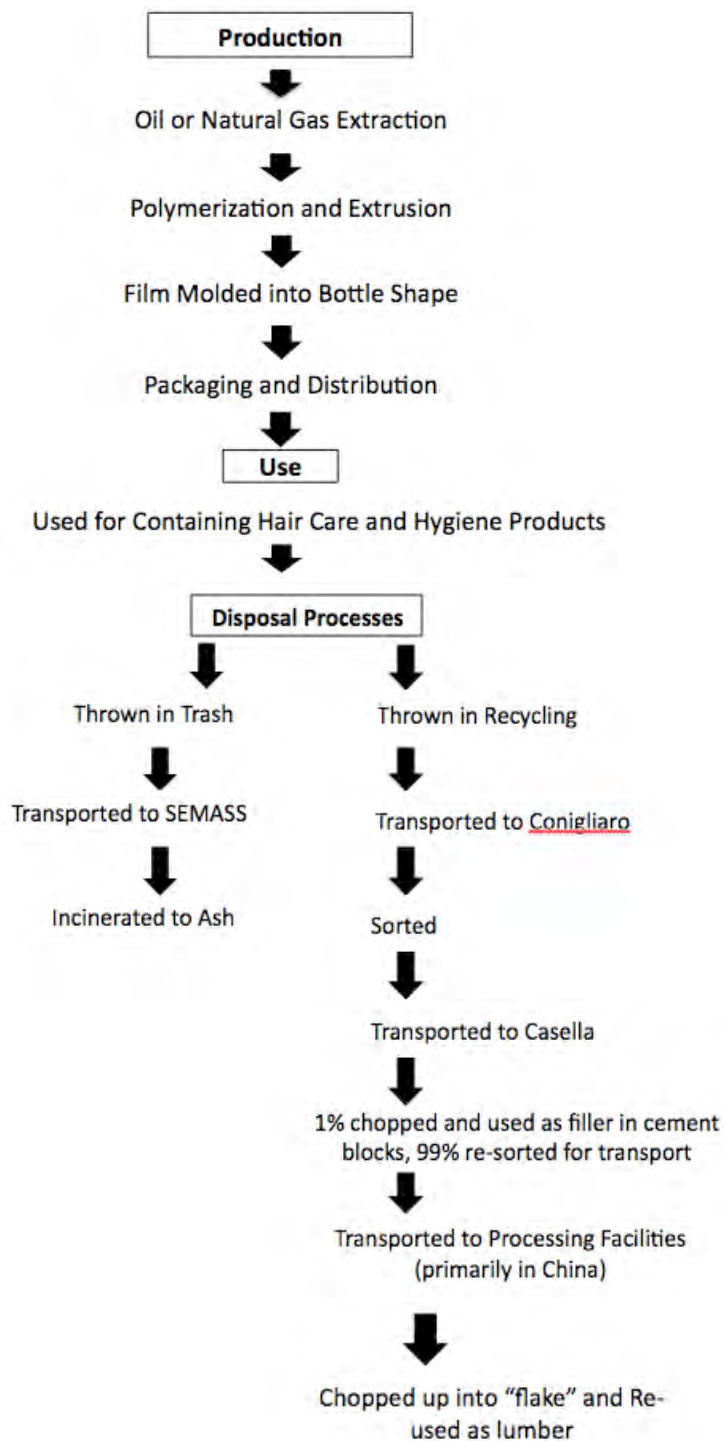 Production
Oil or Natural Gas Extraction
Polymerization and Extrusion
Film Molded into Bottle Shape
Packaging and Distribution
Use
Used for Containing Hair Care and Hygiene Products
Disposal Processes
Thrown in Trash
Transported to SEMASS
Incinerated to Ash
Thrown in Recycling
Transported to Conigliaro
Sorted
Transported to Casella
1% chopped and used as filler in cement
blocks, 99% re-sorted for transport
Transported to Processing Facilities
(primarily in China)
Chopped up into “flake” and Re-
used as lumber